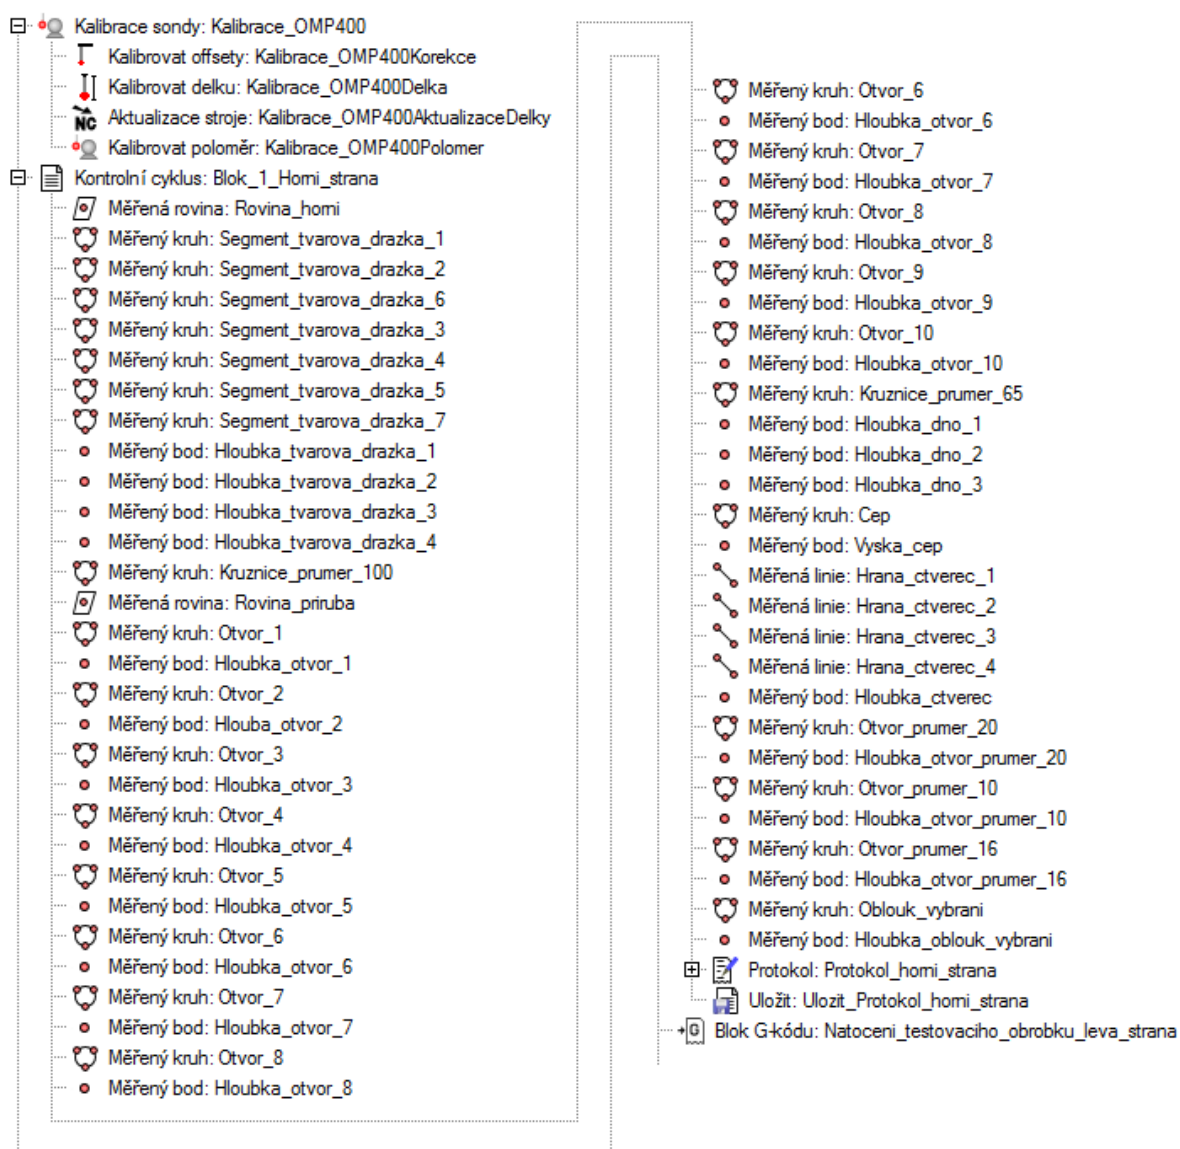 Kalibrace sondy: Kalibrace_OMP400
Kalibrovat offsety: Kalibrace_OMP400Korekce
Kalibrovat delku: Kalibrace_OMP400Delka
NC Aktualizace stroje: Kalibrace_OMP400AktualizaceDelky
Kalibrovat poloměr: Kalibrace_OMP400Polomer
Kontrolní cyklus: Blok_1_Horni_strana
Měřená rovina: Rovina_horni
Měřený kruh: Segment_tvarova_drazka_1
Měřený kruh: Segment_tvarova_drazka_2
Měřený kruh: Segment_tvarova_drazka_6
Měřený kruh: Segment_tvarova_drazka_3
Měřený kruh: Segment_tvarova_drazka_4
Měřený kruh: Segment_tvarova_drazka_5
Měřený kruh: Segment_tvarova_drazka_7
Měřený bod: Hloubka_tvarova_drazka_1
Měřený bod: Hloubka_tvarova_drazka_2
Měřený bod: Hloubka_tvarova_drazka_3
Měřený bod: Hloubka_tvarova_drazka_4
Měřený kruh: Kruznice_prumer_100
Měřená rovina: Rovina_priruba
Měřený kruh: Otvor_1
Měřený bod: Hloubka_otvor_1
Měřený kruh: Otvor_2
Měřený bod: Hlouba_otvor_2
Měřený kruh: Otvor_3
Měřený bod: Hloubka_otvor_3
Měřený kruh: Otvor_4
Měřený bod: Hloubka_otvor_4
Měřený kruh: Otvor_5
Měřený bod: Hloubka_otvor_5
Měřený kruh: Otvor_6
Měřený bod: Hloubka_otvor_6
Měřený kruh: Otvor_7
Měřený bod: Hloubka_otvor_7
Měřený kruh: Otvor_8
Měřený bod: Hloubka_otvor_8
Měřený kruh: Otvor_6
Měřený bod: Hloubka_otvor_6
Měřený kruh: Otvor_7
Měřený bod: Hloubka_otvor_7
Měřený kruh: Otvor_8
Měřený bod: Hloubka_otvor_8
Měřený kruh: Otvor_9
Měřený bod: Hloubka_otvor_9
Měřený kruh: Otvor_10
Měřený bod: Hloubka_otvor_10
Měřený kruh: Kruznice_prumer_65
Měřený bod: Hloubka_dno_1
Měřený bod: Hloubka_dno_2
Měřený bod: Hloubka_dno_3
Měřený kruh: Cep
Měřený bod: Vyska_cep
Měřená linie: Hrana_ctverec_1
Měřená linie: Hrana_ctverec_2
Měřená linie: Hrana_ctverec_3
Měřená linie: Hrana_ctverec_4
Měřený bod: Hloubka_ctverec
Měřený kruh: Otvor_prumer_20
Měřený bod: Hloubka_otvor_prumer_20
Měřený kruh: Otvor_prumer_10
Měřený bod: Hloubka_otvor_prumer_10
Měřený kruh: Otvor_prumer_16
Měřený bod: Hloubka_otvor_prumer_16
Měřený kruh: Oblouk_vybrani
Měřený bod: Hloubka_oblouk_vybrani
Protokol: Protokol_horni_strana
Uložit: Ulozit_Protokol_horni_strana
G Blok G-kódu: Natoceni_testovaciho_obrobku_leva_strana